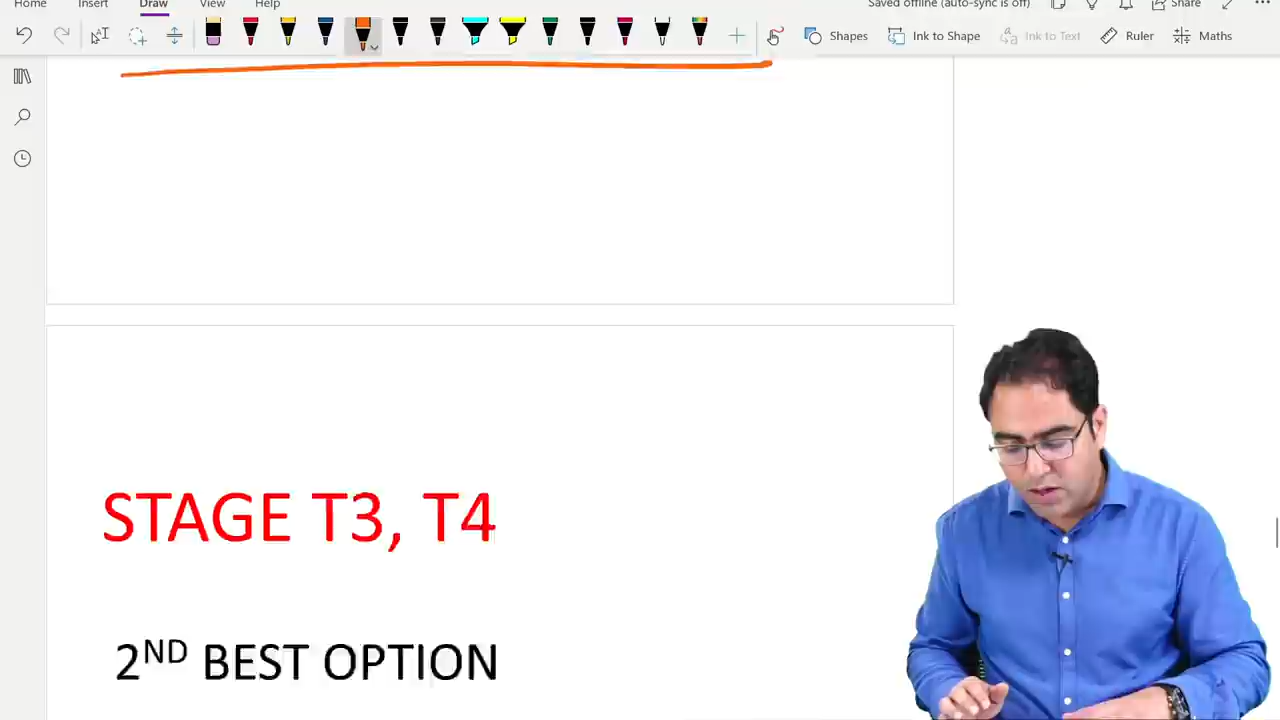 Home Insert Draw View Help Saved offline (auto-sync is off) Share
Shapes Ink to Shape Ink to Text Ruler Maths
STAGE T3, T4
2ND BEST OPTION